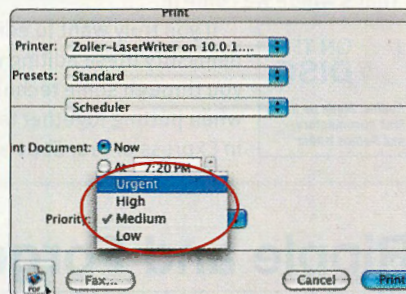 Print
Printer: Zoller-LaserWriter on 10.0.1....
Presets: Standard
Scheduler
nt Document: Now
At 7:20 PM
Urgent
High
Priority: ✓ Medium
Low
PDF
Fax...
Cancel
Print